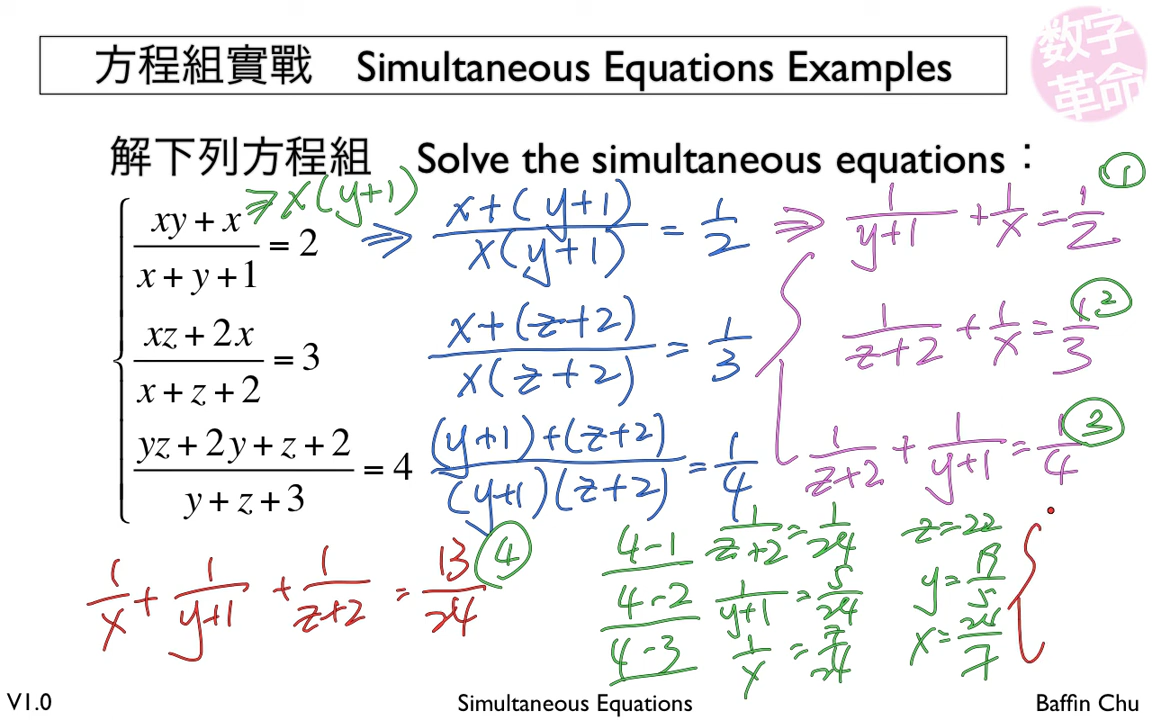 方程組實戰 Simultaneous Equations Examples
数字
革命
解下列方程組 Solve the simultaneous equations：
(xy + x)/(x + y + 1) = 2 ⇒ x(y+1) ⇒ (x+(y+1))/(x(y+1)) = 1/2 ⇒ 1/(y+1) + 1/x = 1/2 ①
(xz + 2x)/(x + z + 2) = 3 (x+(z+2))/(x(z+2)) = 1/3 1/(z+2) + 1/x = 1/3 ②
(yz + 2y + z + 2)/(y + z + 3) = 4 ((y+1)+(z+2))/((y+1)(z+2)) = 1/4 1/(z+2) + 1/(y+1) = 1/4 ③
1/x + 1/(y+1) + 1/(z+2) = 13/24 ④
4-1 1/(z+2) = 1/24 z=22
4-2 1/(y+1) = 5/24 y=19/5
4-3 1/x = 7/24 x=24/7
V1.0 Simultaneous Equations Baffin Chu